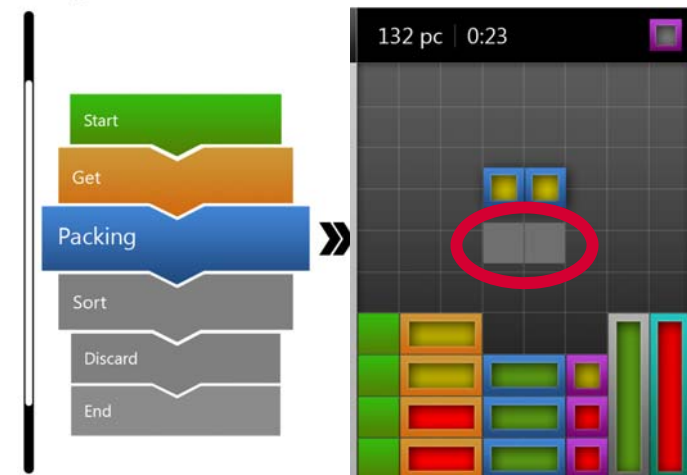 Start
Get
Packing
Sort
Discard
End
132 pc | 0:23